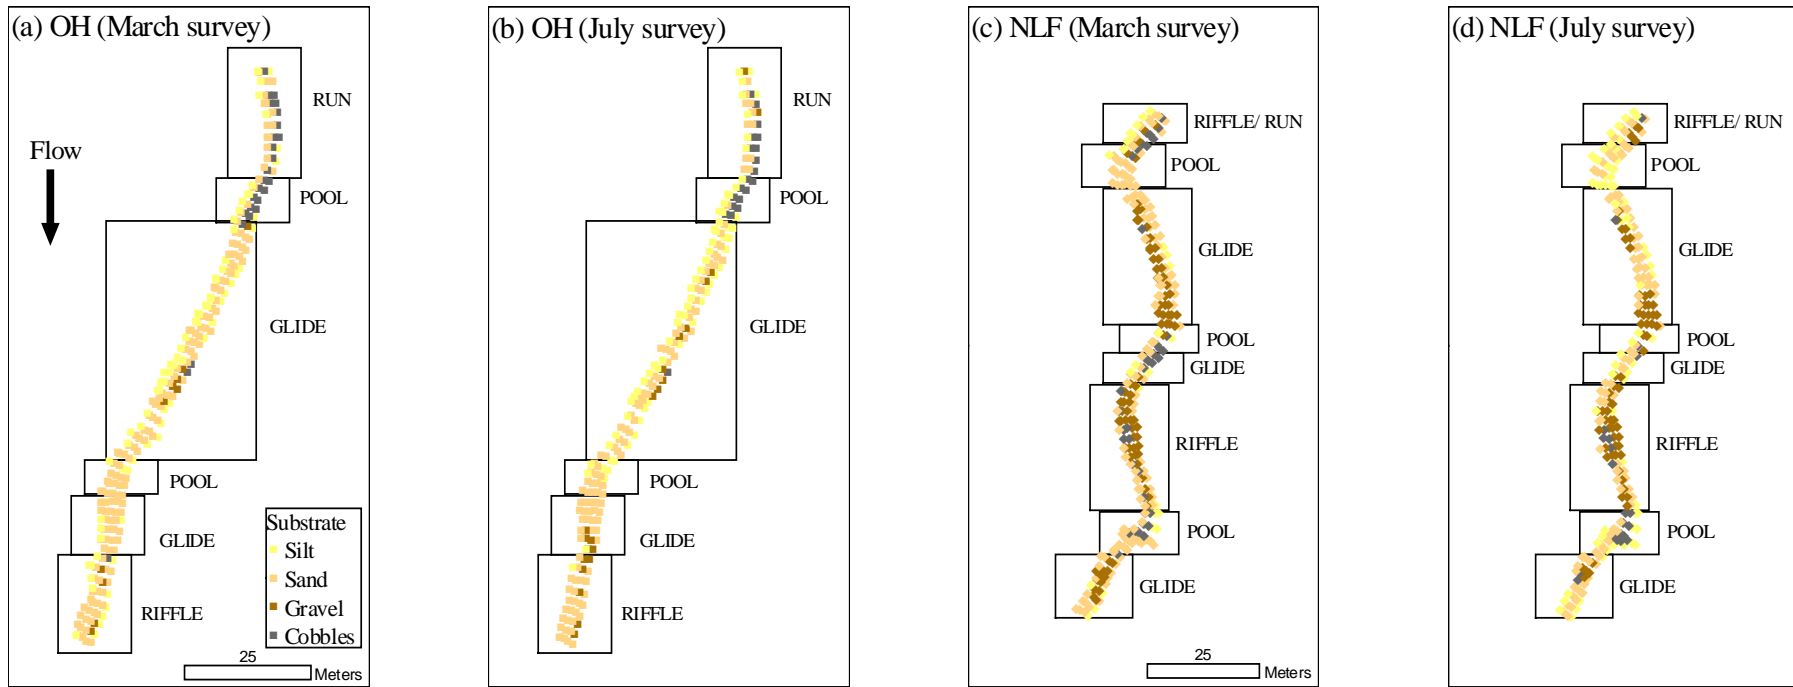 (a) OH (March survey)
RUN
Flow
POOL
GLIDE
POOL
GLIDE
RIFFLE
Substrate
Silt
Sand
Gravel
Cobbles
25
Meters
(b) OH (July survey)
RUN
POOL
GLIDE
POOL
GLIDE
RIFFLE
(c) NLF (March survey)
RIFFLE/ RUN
POOL
GLIDE
POOL
GLIDE
RIFFLE
POOL
GLIDE
25
Meters
(d) NLF (July survey)
RIFFLE/ RUN
POOL
GLIDE
POOL
GLIDE
RIFFLE
POOL
GLIDE